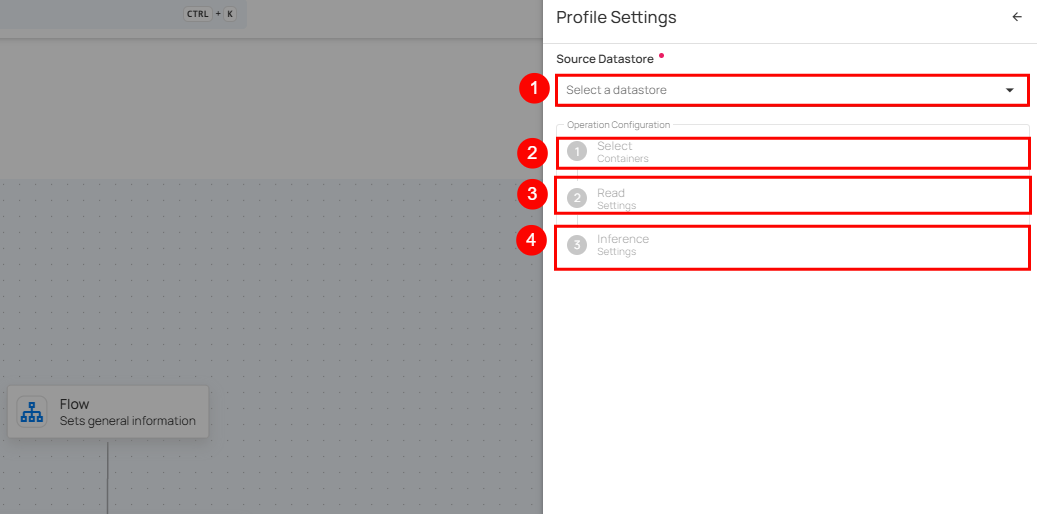 CTRL + K
Profile Settings
Source Datastore
1
Select a datastore
Operation Configuration
2
1
Select
Containers
3
2
Read
Settings
4
3
Inference
Settings
Flow
Sets general information